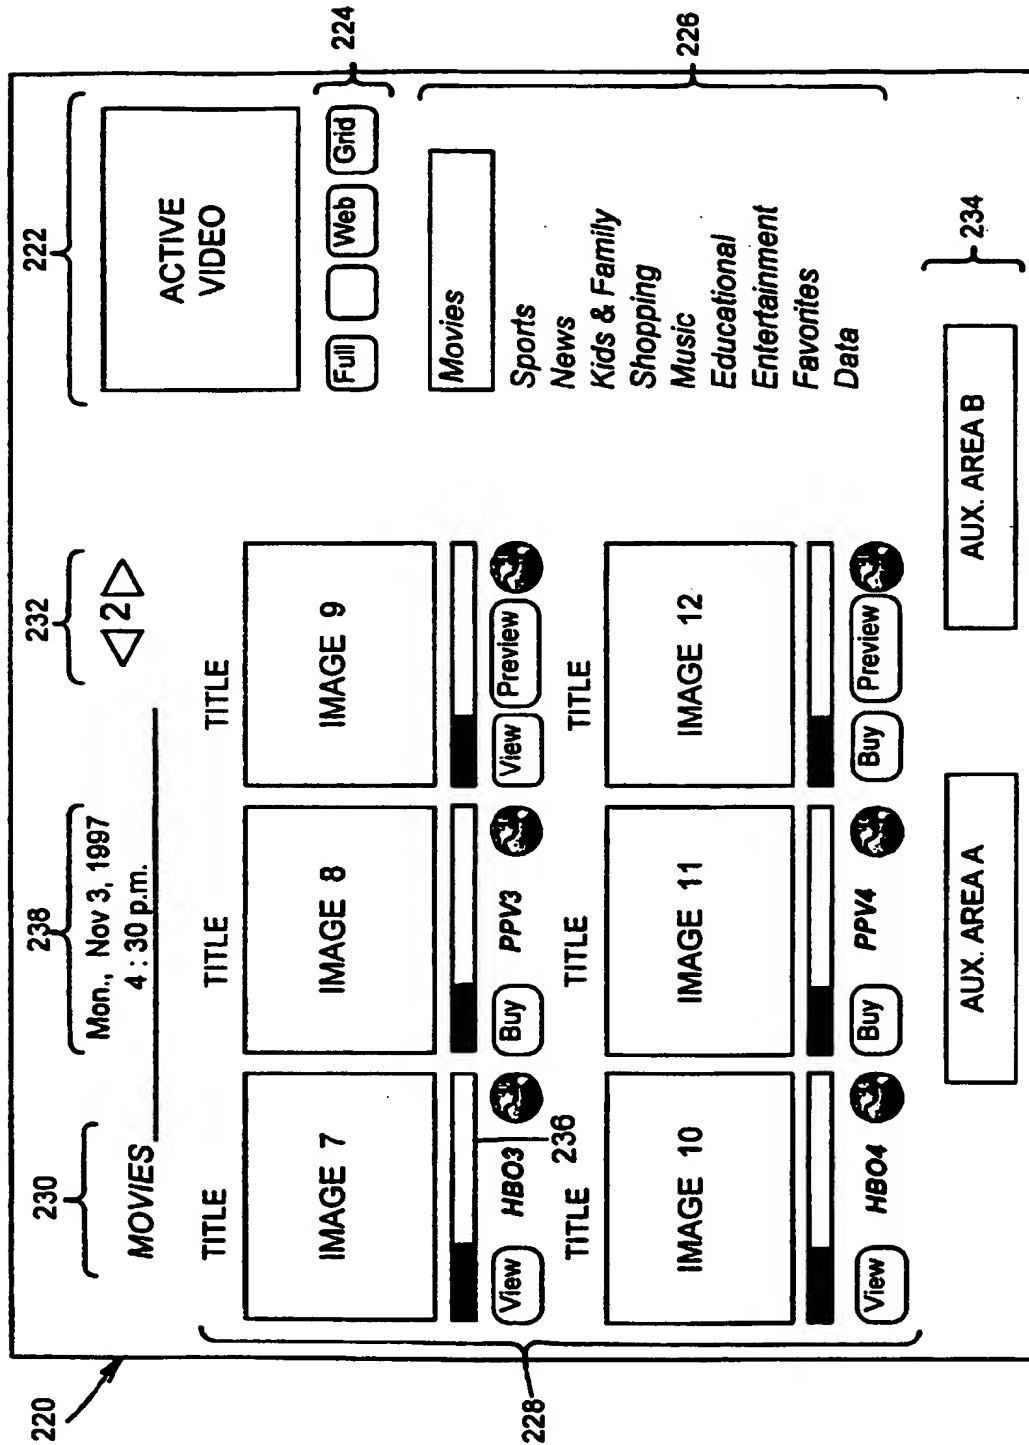 220
230
238
232
222
MOVIES
Mon., Nov 3, 1997
4 : 30 p.m.
2
ACTIVE
VIDEO
Full
Web
Grid
224
TITLE
TITLE
TITLE
IMAGE 7
IMAGE 8
IMAGE 9
View
HBO3
Buy
PPV3
View
Preview
236
228
TITLE
TITLE
TITLE
IMAGE 10
IMAGE 11
IMAGE 12
View
HBO4
Buy
PPV4
Buy
Preview
Movies
Sports
News
Kids & Family
Shopping
Music
Educational
Entertainment
Favorites
Data
226
AUX. AREA A
AUX. AREA B
234